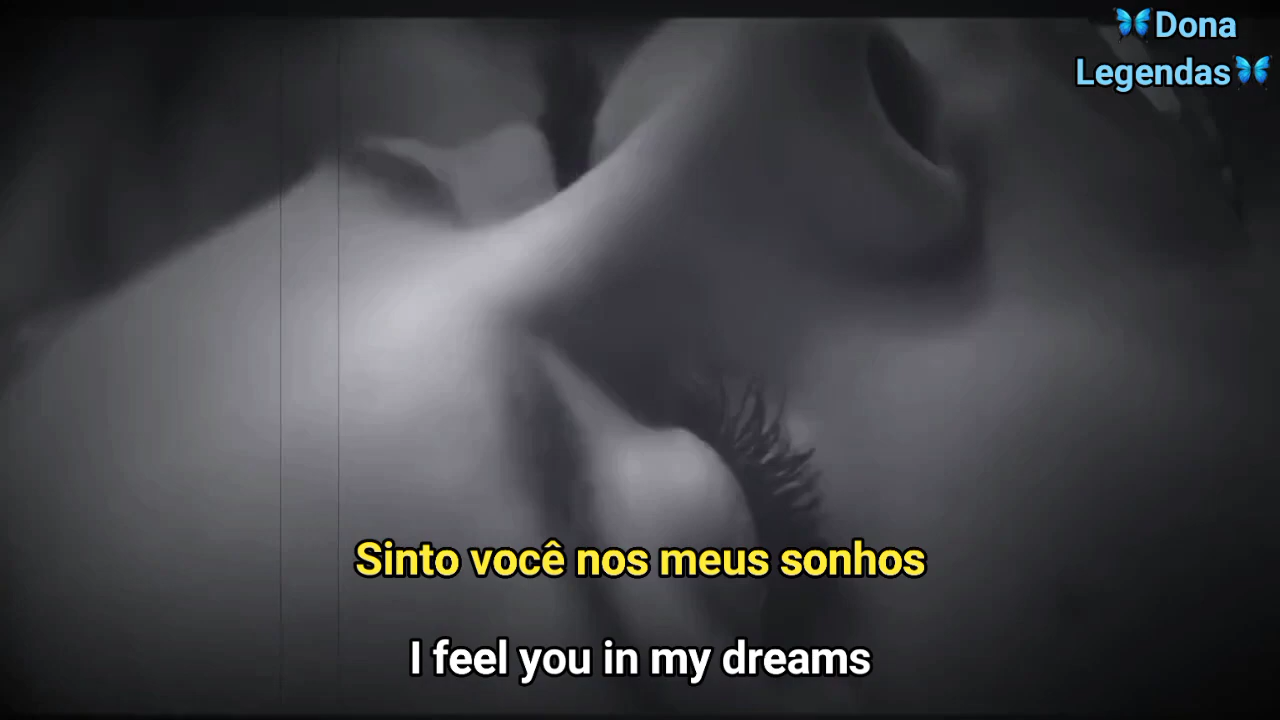 🦋Dona
Legendas🦋
Sinto você nos meus sonhos
I feel you in my dreams